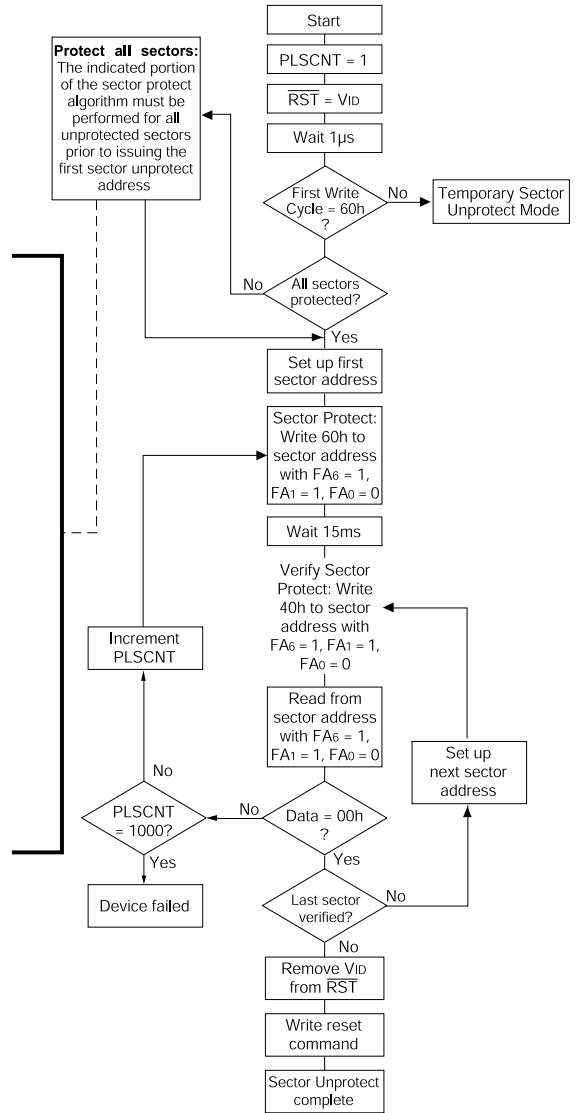 Start
PLSCNT = 1
RST = VID
Wait 1µs
First Write
Cycle = 60h
?
No
Temporary Sector
Unprotect Mode
Protect all sectors:
The indicated portion
of the sector protect
algorithm must be
performed for all
unprotected sectors
prior to issuing the
first sector unprotect
address
No
All sectors
protected?
Yes
Set up first
sector address
Sector Protect:
Write 60h to
sector address
with FA6 = 1,
FA1 = 1, FA0 = 0
Wait 15ms
Verify Sector
Protect: Write
40h to sector
address with
FA6 = 1, FA1 = 1,
FA0 = 0
Increment
PLSCNT
Read from
sector address
with FA6 = 1,
FA1 = 1, FA0 = 0
Set up
next sector
address
No
PLSCNT
= 1000?
No
Data = 00h
?
Yes
Yes
Device failed
Last sector
verified?
No
No
Remove VID
from RST
Write reset
command
Sector Unprotect
complete